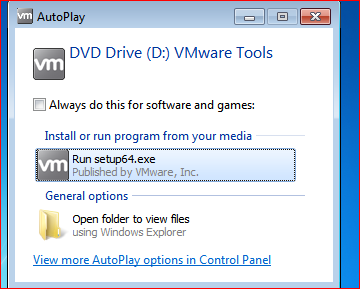 vm AutoPlay
vm DVD Drive (D:) VMware Tools
Always do this for software and games:
Install or run program from your media
vm Run setup64.exe
Published by VMware, Inc.
General options
Open folder to view files
using Windows Explorer
View more AutoPlay options in Control Panel